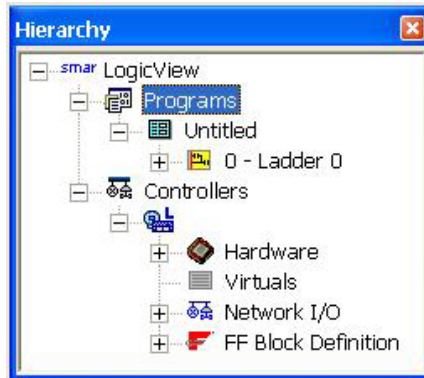 Hierarchy
smar LogicView
Programs
Untitled
0 - Ladder 0
Controllers
Hardware
Virtuals
Network I/O
FF Block Definition